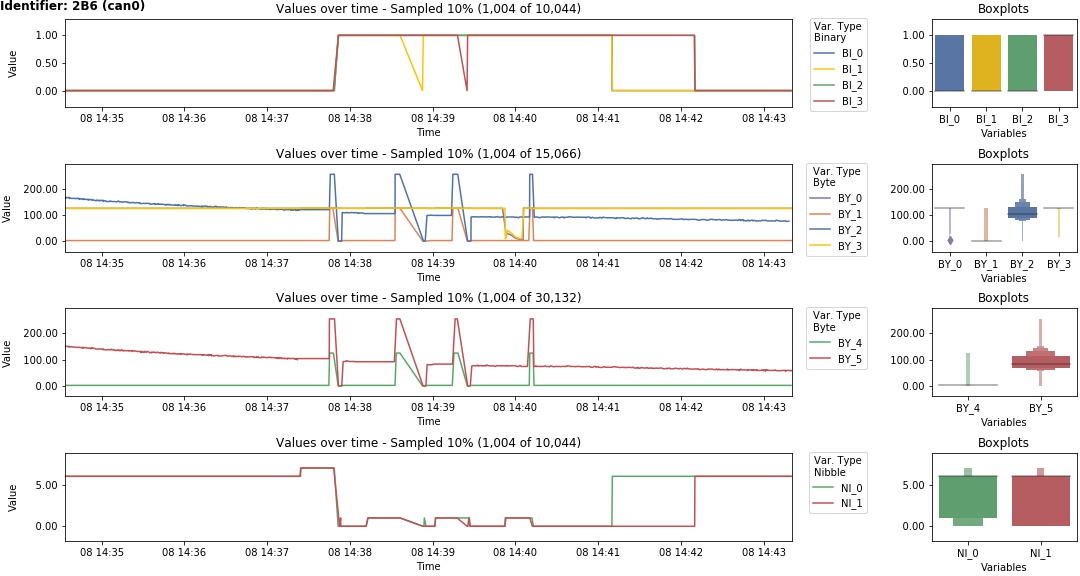 Identifier: 2B6 (can0)
Values over time - Sampled 10% (1,004 of 10,044)
Boxplots
Value
1.00
0.50
0.00
08 14:35 08 14:36 08 14:37 08 14:38 08 14:39 08 14:40 08 14:41 08 14:42 08 14:43
Time
Var. Type
Binary
BI_0
BI_1
BI_2
BI_3
1.00
0.50
0.00
BI_0 BI_1 BI_2 BI_3
Variables
Values over time - Sampled 10% (1,004 of 15,066)
Boxplots
Value
200.00
100.00
0.00
08 14:35 08 14:36 08 14:37 08 14:38 08 14:39 08 14:40 08 14:41 08 14:42 08 14:43
Time
Var. Type
Byte
BY_0
BY_1
BY_2
BY_3
200.00
100.00
0.00
BY_0 BY_1 BY_2 BY_3
Variables
Values over time - Sampled 10% (1,004 of 30,132)
Boxplots
Value
200.00
100.00
0.00
08 14:35 08 14:36 08 14:37 08 14:38 08 14:39 08 14:40 08 14:41 08 14:42 08 14:43
Time
Var. Type
Byte
BY_4
BY_5
200.00
100.00
0.00
BY_4 BY_5
Variables
Values over time - Sampled 10% (1,004 of 10,044)
Boxplots
Value
5.00
0.00
08 14:35 08 14:36 08 14:37 08 14:38 08 14:39 08 14:40 08 14:41 08 14:42 08 14:43
Time
Var. Type
Nibble
NI_0
NI_1
5.00
0.00
NI_0 NI_1
Variables